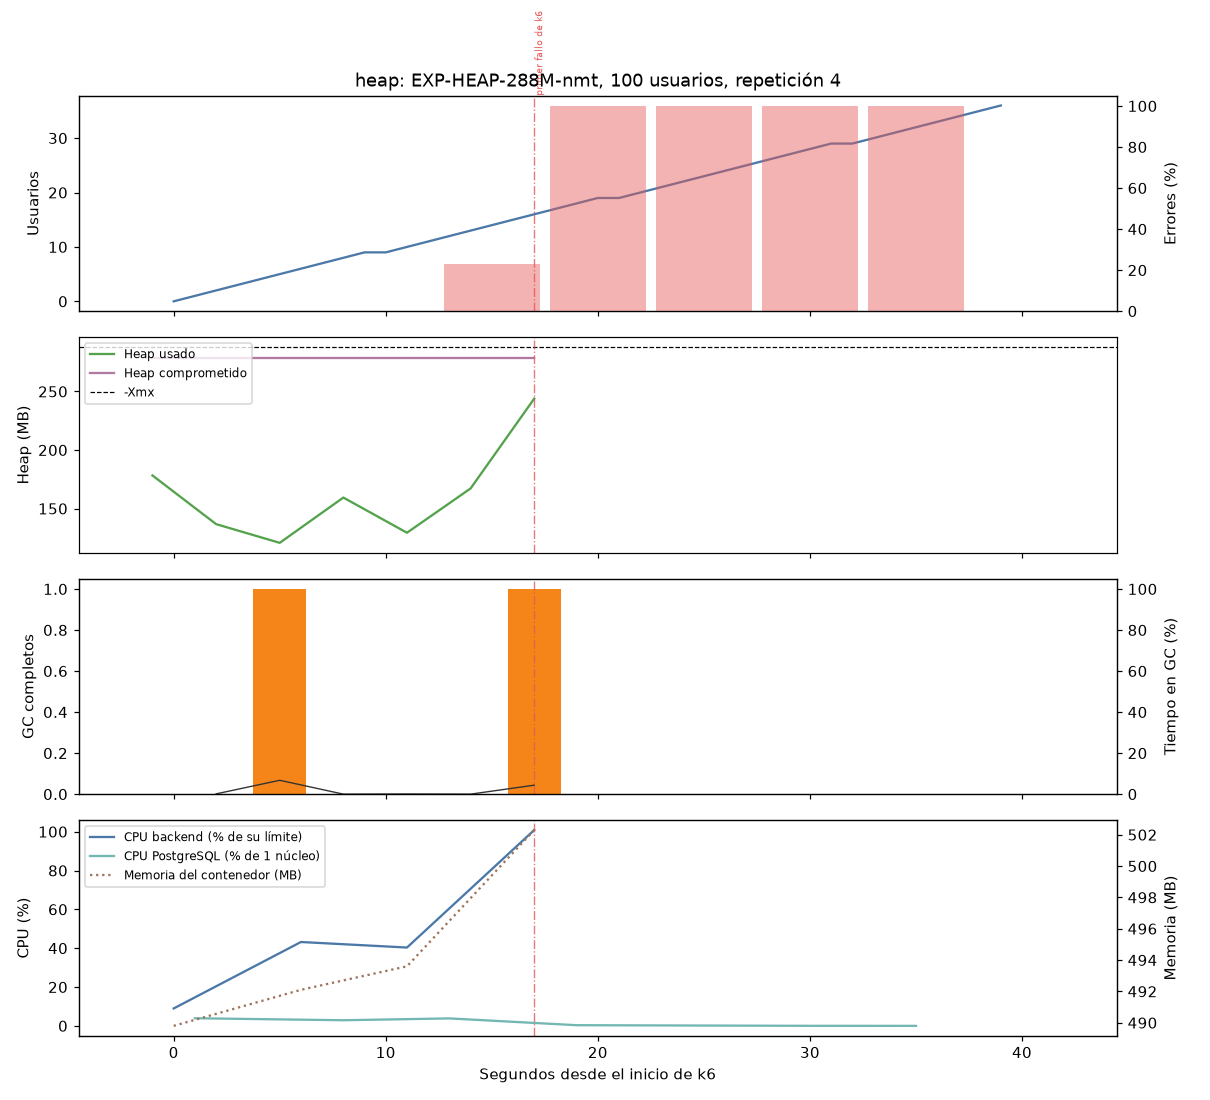 primer fallo de k6
heap: EXP-HEAP-288M-nmt, 100 usuarios, repetición 4
Usuarios
30
20
10
0
Errores (%)
100
80
60
40
20
0
Heap (MB)
250
200
150
Heap usado
Heap comprometido
-Xmx
GC completos
1.0
0.8
0.6
0.4
0.2
0.0
Tiempo en GC (%)
100
80
60
40
20
0
CPU (%)
100
80
60
40
20
0
CPU backend (% de su límite)
CPU PostgreSQL (% de 1 núcleo)
Memoria del contenedor (MB)
Memoria (MB)
502
500
498
496
494
492
490
0
10
20
30
40
Segundos desde el inicio de k6